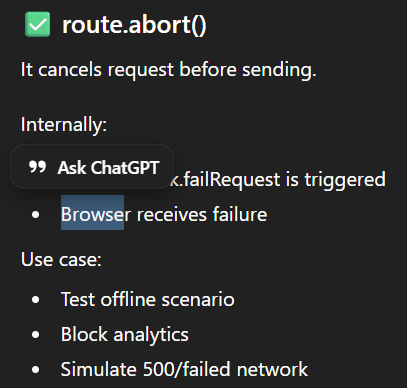 ✅ route.abort()
It cancels request before sending.
Internally:
Ask ChatGPT
k.failRequest is triggered
• Browser receives failure
Use case:
• Test offline scenario
• Block analytics
• Simulate 500/failed network